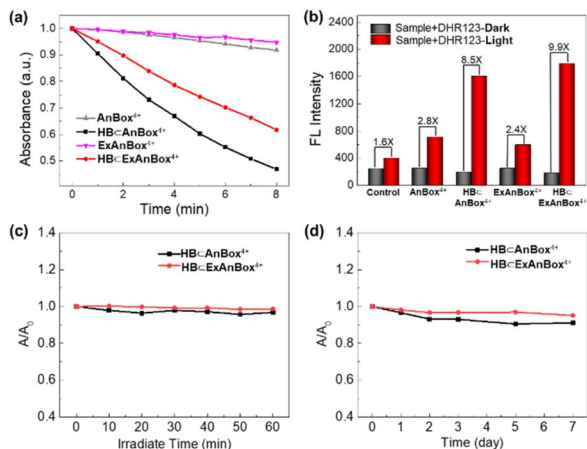 (a)
Absorbance (a.u.)
1.0
0.9
0.8
0.7
0.6
0.5
AnBox⁴⁺
HB⊂AnBox⁴⁺
ExAnBox⁴⁺
HB⊂ExAnBox⁴⁺
0 2 4 6 8
Time (min)
(b)
FL Intensity
2800
2400
2000
1600
1200
800
400
0
Sample+DHR123-Dark
Sample+DHR123-Light
1.6X
2.8X
8.5X
2.4X
9.9X
Control AnBox⁴⁺ HB⊂ ExAnBox⁴⁺ HB⊂
AnBox⁴⁺ ExAnBox⁴⁺
(c)
A/A₀
1.4
1.2
1.0
0.8
0.6
0.4
HB⊂AnBox⁴⁺
HB⊂ExAnBox⁴⁺
0 10 20 30 40 50 60
Irradiate Time (min)
(d)
A/A₀
1.4
1.2
1.0
0.8
0.6
0.4
HB⊂AnBox⁴⁺
HB⊂ExAnBox⁴⁺
0 1 2 3 4 5 6 7
Time (day)